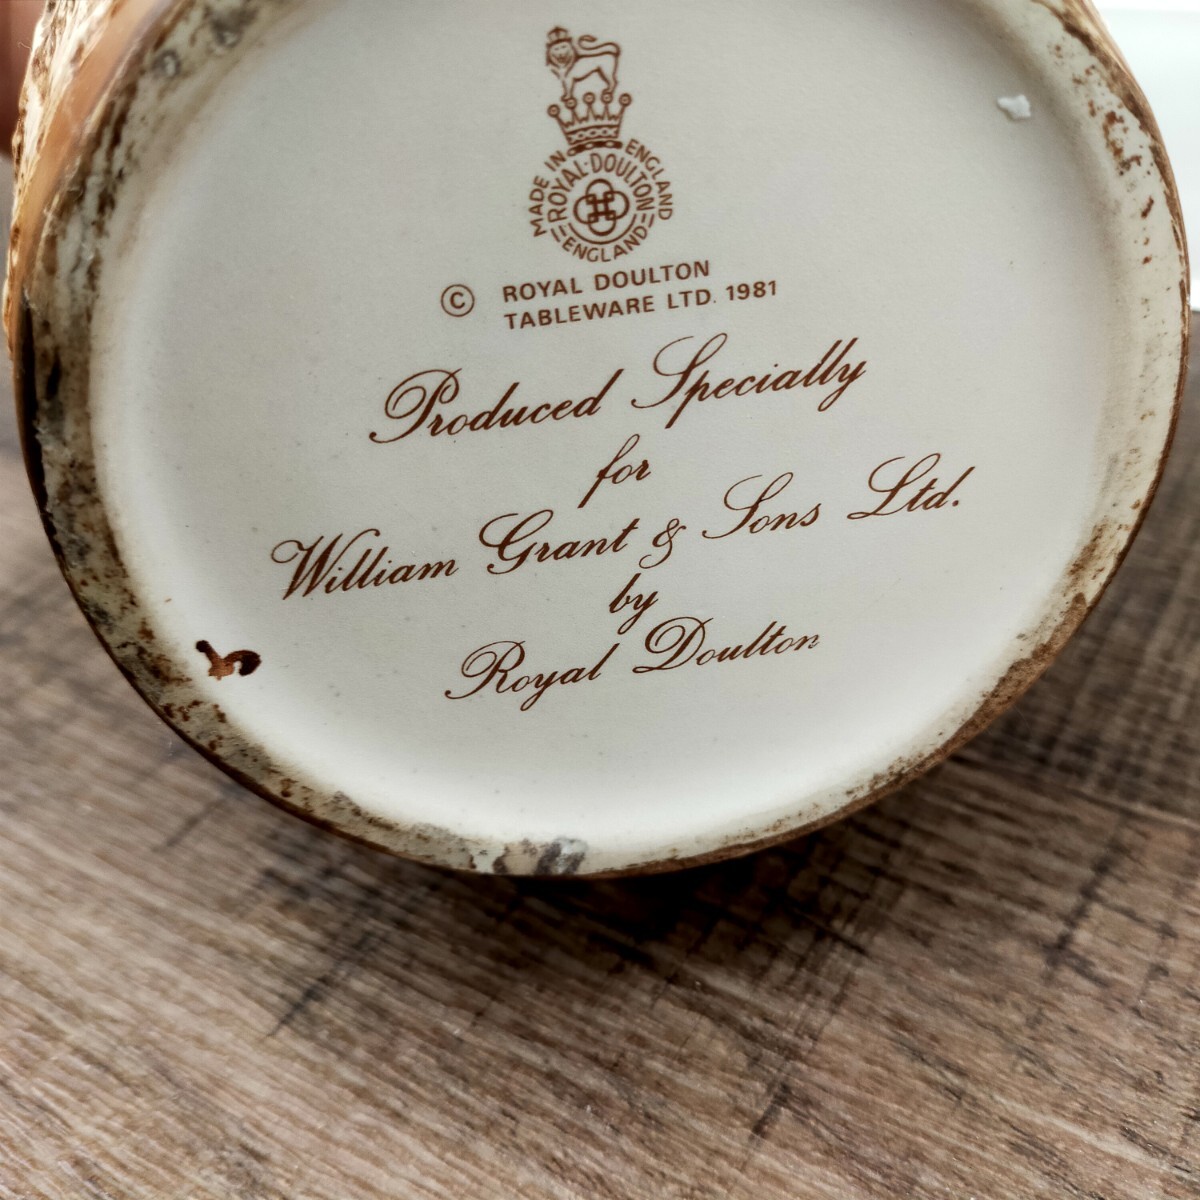 MADE IN ENGLAND
ROYAL·DOULTON
ENGLAND
© ROYAL DOULTON
TABLEWARE LTD. 1981
Produced Specially
for
William Grant & Sons Ltd.
by
Royal Doulton